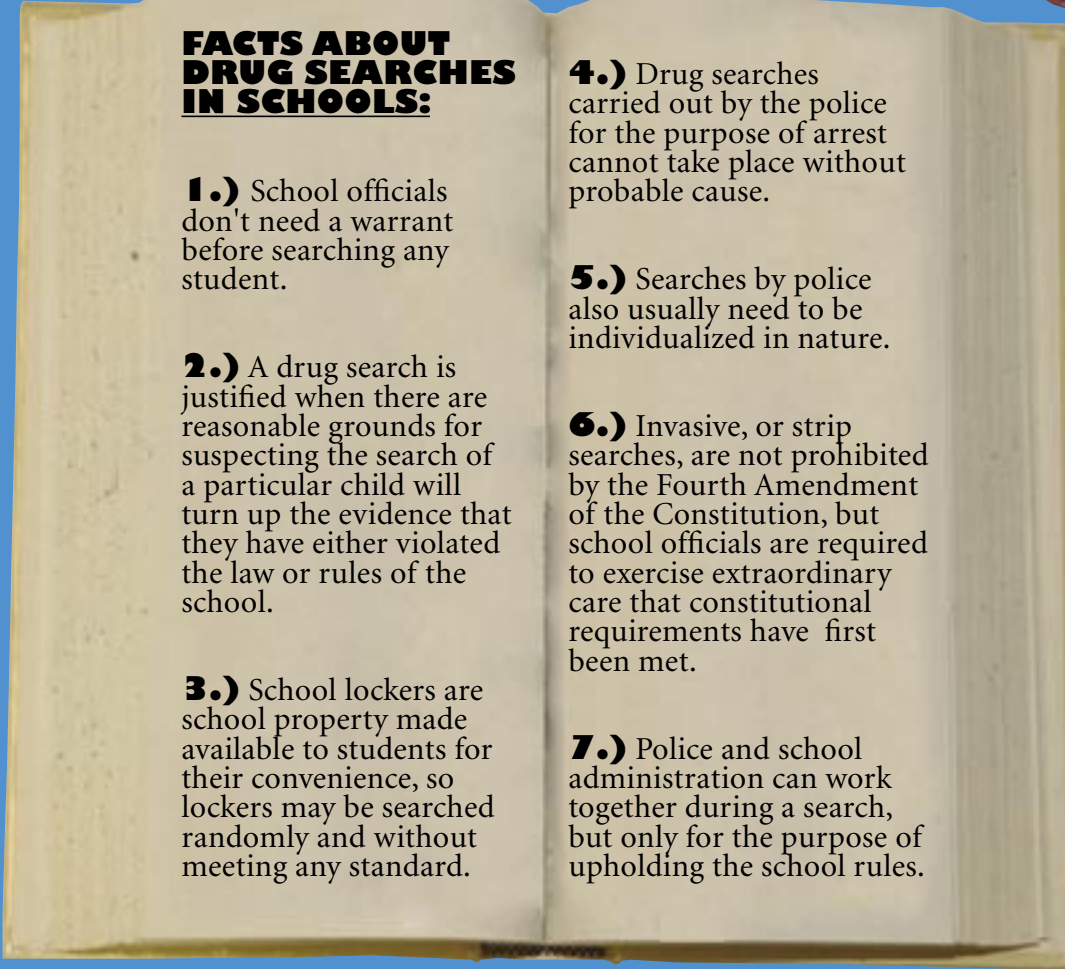 FACTS ABOUT
DRUG SEARCHES
IN SCHOOLS:
1.) School officials
don't need a warrant
before searching any
student.
2.) A drug search is
justified when there are
reasonable grounds for
suspecting the search of
a particular child will
turn up the evidence that
they have either violated
the law or rules of the
school.
3.) School lockers are
school property made
available to students for
their convenience, so
lockers may be searched
randomly and without
meeting any standard.
4.) Drug searches
carried out by the police
for the purpose of arrest
cannot take place without
probable cause.
5.) Searches by police
also usually need to be
individualized in nature.
6.) Invasive, or strip
searches, are not prohibited
by the Fourth Amendment
of the Constitution, but
school officials are required
to exercise extraordinary
care that constitutional
requirements have first
been met.
7.) Police and school
administration can work
together during a search,
but only for the purpose of
upholding the school rules.